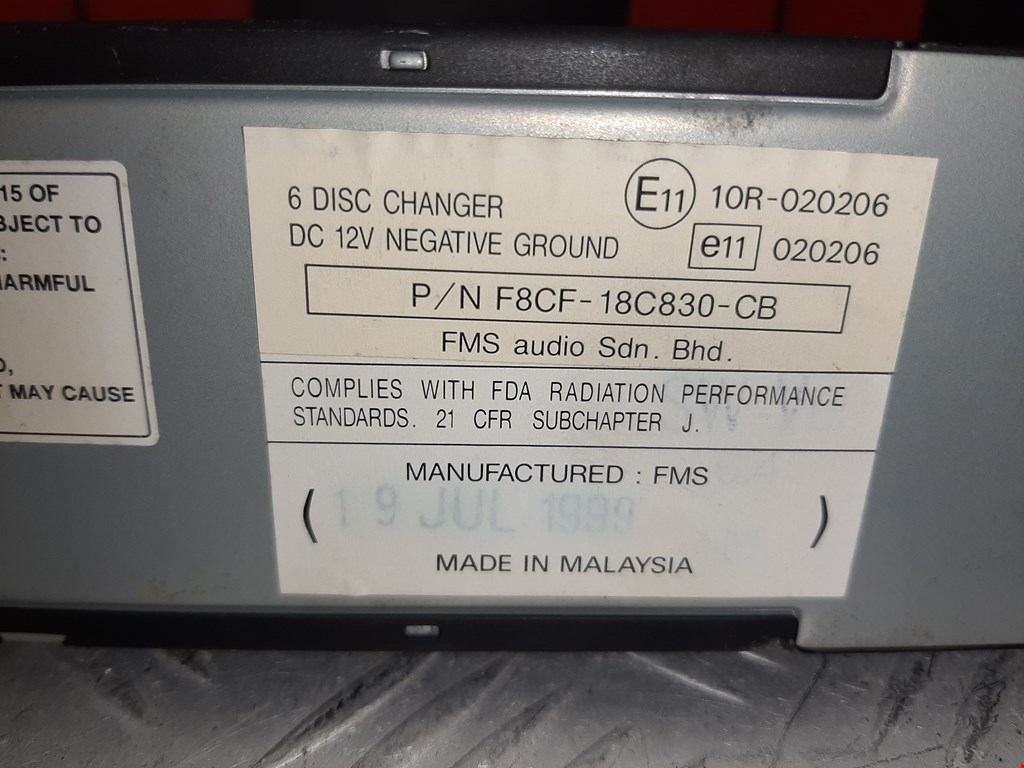 15 OF
BJECT TO
:
HARMFUL
D,
T MAY CAUSE
6 DISC CHANGER
DC 12V NEGATIVE GROUND
E11 10R-020206
e11 020206
P/N F8CF-18C830-CB
FMS audio Sdn. Bhd.
COMPLIES WITH FDA RADIATION PERFORMANCE
STANDARDS. 21 CFR SUBCHAPTER J.
MANUFACTURED : FMS
( 19 JUL 1999 )
MADE IN MALAYSIA